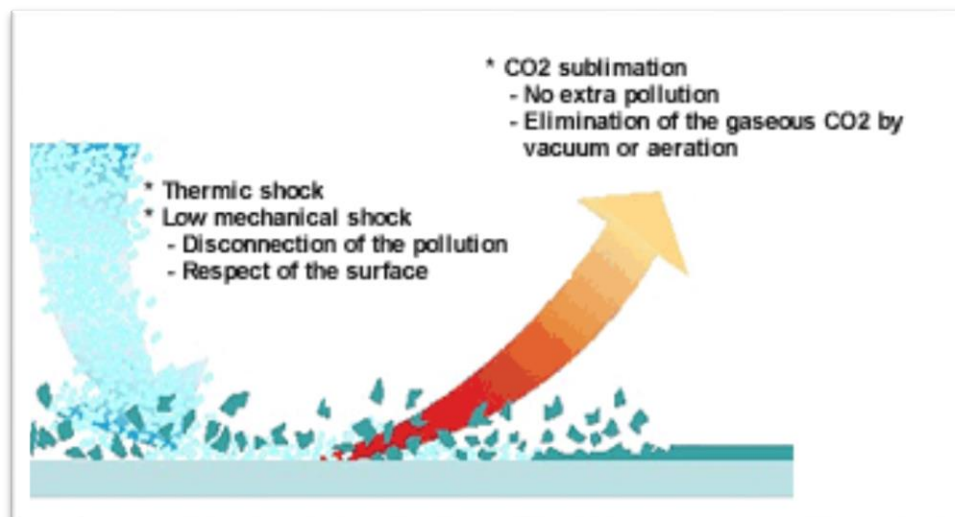 * CO2 sublimation
- No extra pollution
- Elimination of the gaseous CO2 by
vacuum or aeration
* Thermic shock
* Low mechanical shock
- Disconnection of the pollution
- Respect of the surface